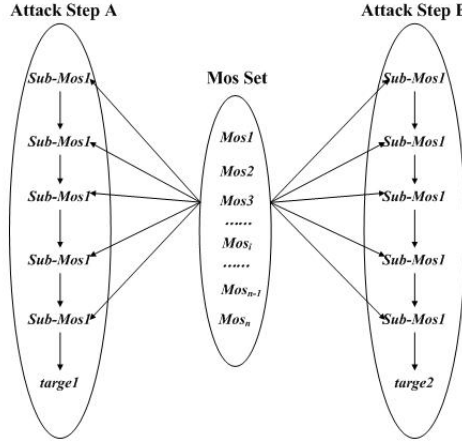 Attack Step A
Sub-Mos1
Sub-Mos1
Sub-Mos1
Sub-Mos1
Sub-Mos1
targe1
Mos Set
Mos1
Mos2
Mos3
......
Mosi
......
Mosn-1
Mosn
Attack Step B
Sub-Mos1
Sub-Mos1
Sub-Mos1
Sub-Mos1
Sub-Mos1
targe2